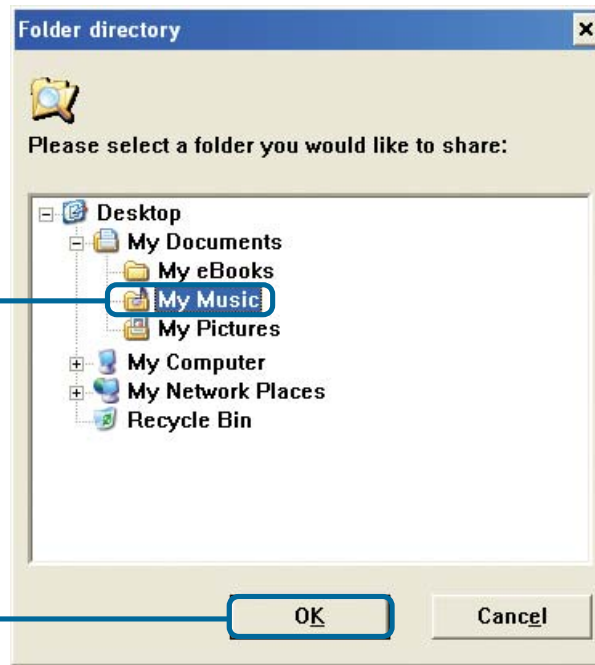 Folder directory
Please select a folder you would like to share:
Desktop
My Documents
My eBooks
My Music
My Pictures
My Computer
My Network Places
Recycle Bin
OK
Cancel